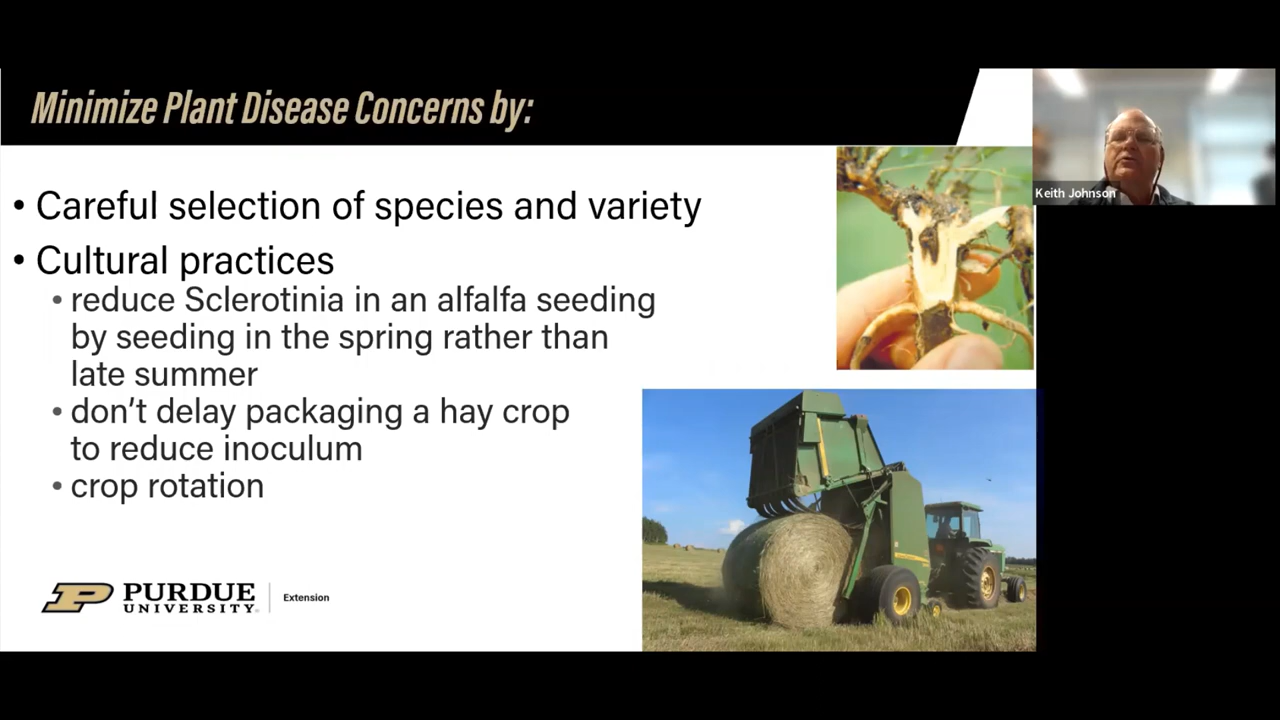 Minimize Plant Disease Concerns by:
• Careful selection of species and variety
• Cultural practices
• reduce Sclerotinia in an alfalfa seeding
by seeding in the spring rather than
late summer
• don’t delay packaging a hay crop
to reduce inoculum
• crop rotation
Keith Johnson
P PURDUE
UNIVERSITY.
Extension